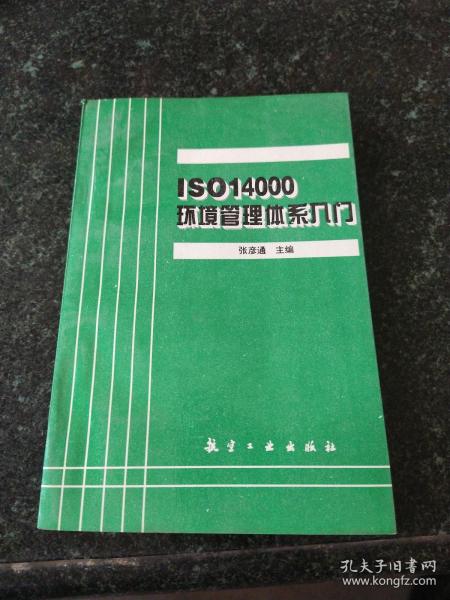 ISO14000
环境管理体系入门
张彦通 主编
航空工业出版社
孔夫子旧书网
www.kongfz.com